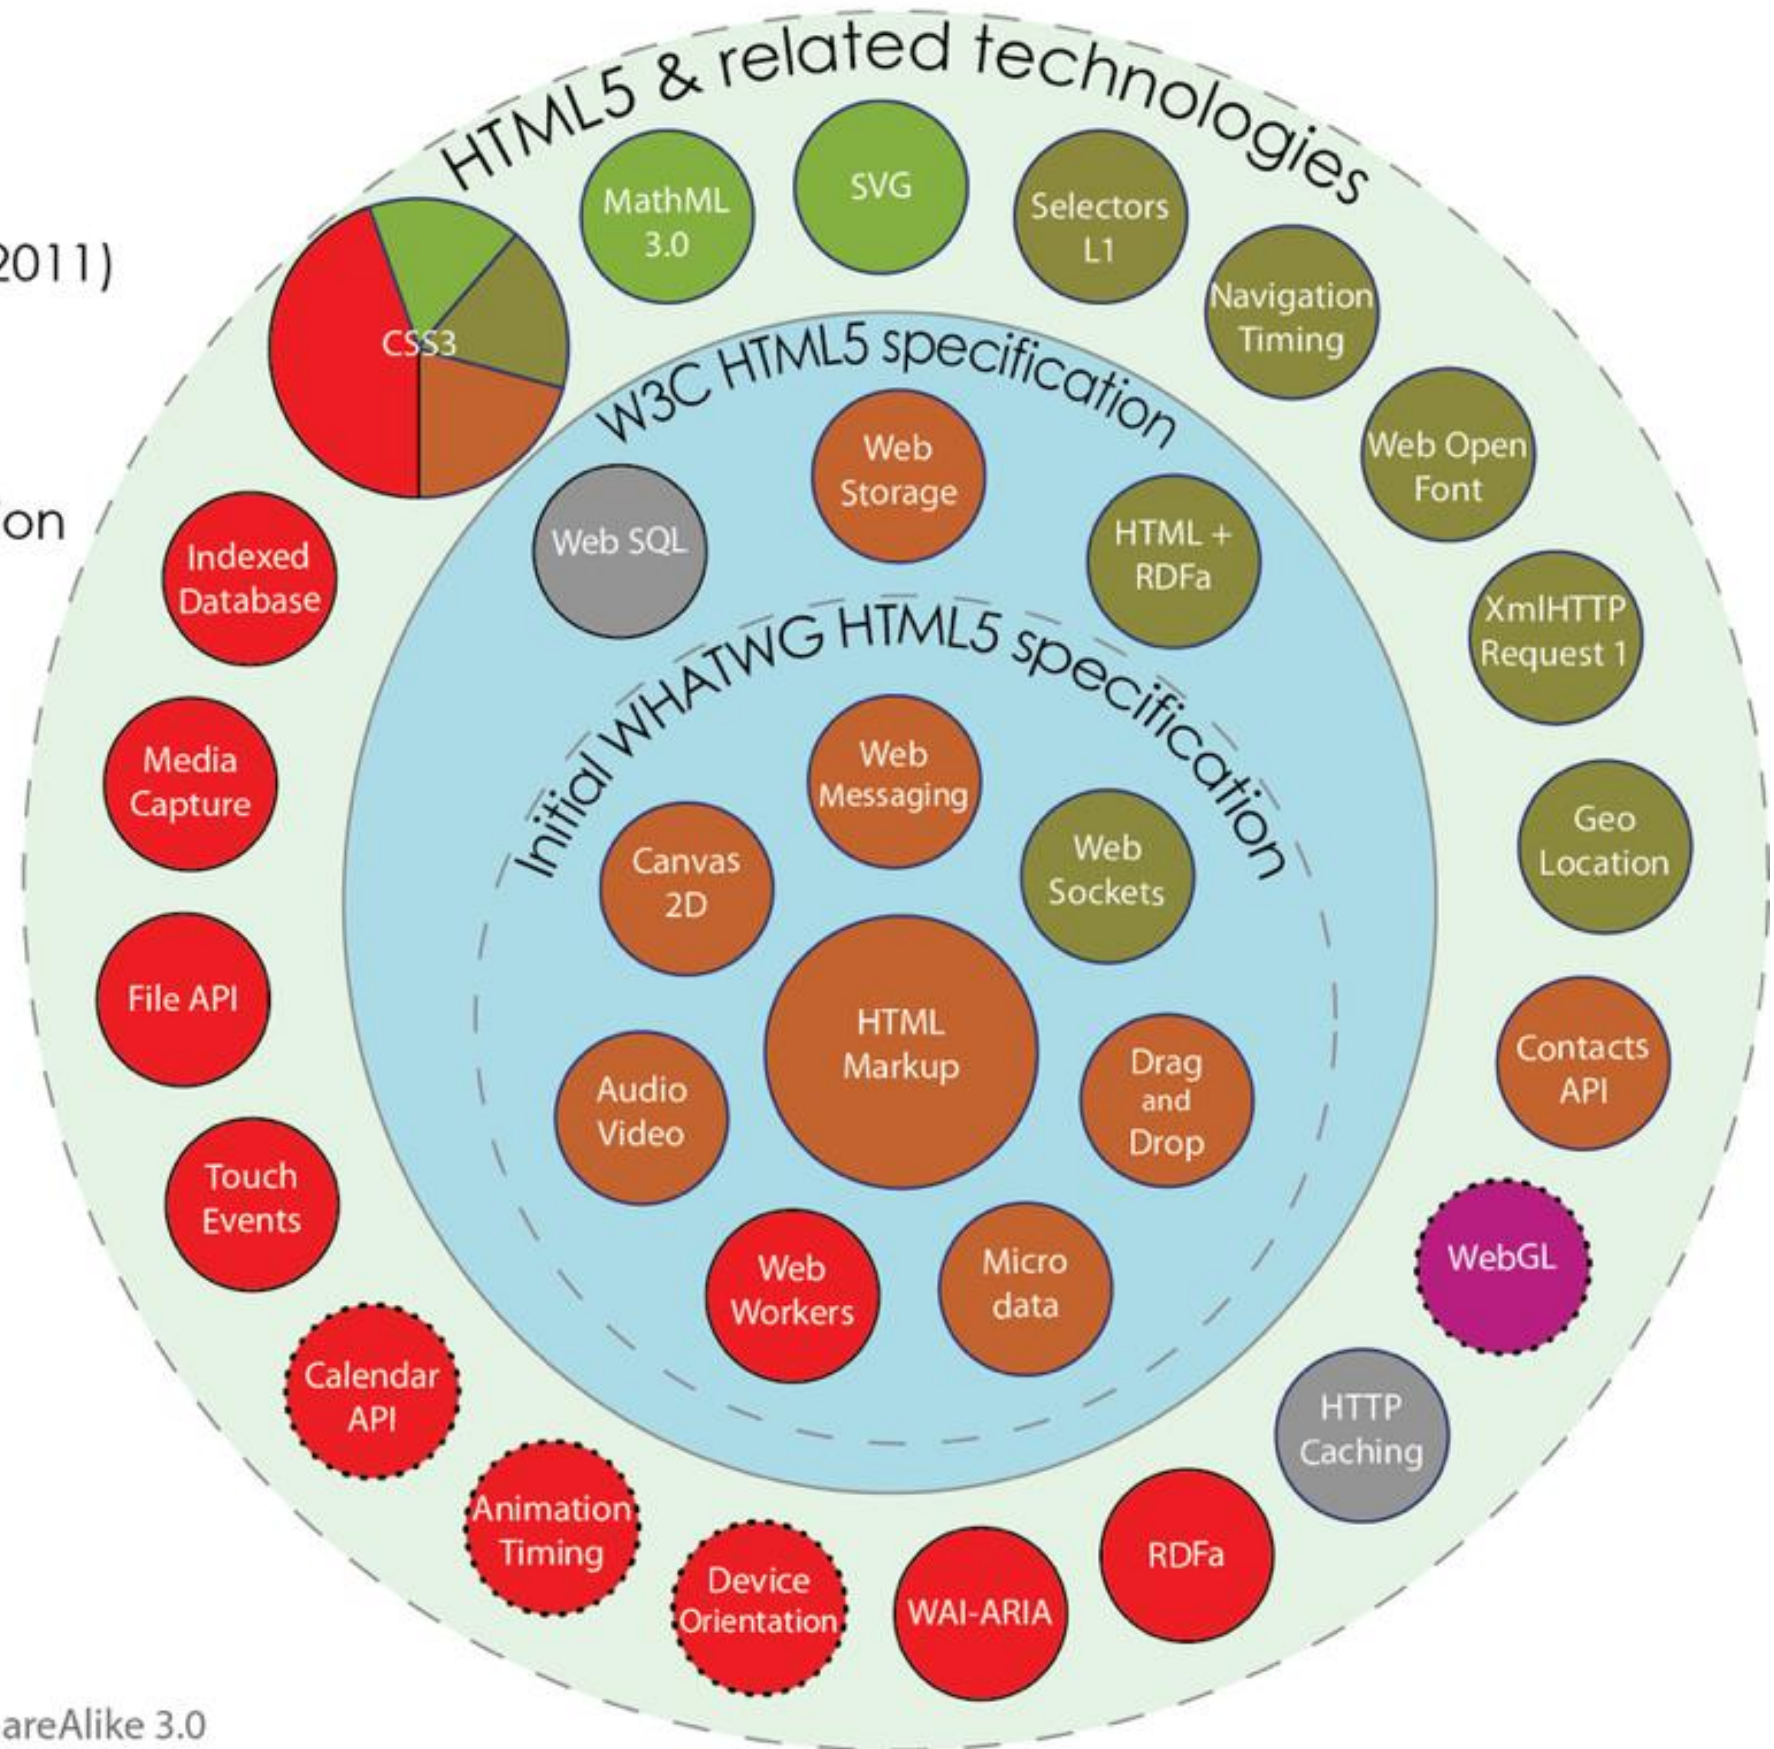 HTML5 & related technologies
2011)
on
MathML
3.0
SVG
Selectors
L1
Navigation
Timing
CSS3
W3C HTML5 specification
Web Open
Font
Web
Storage
Web SQL
HTML +
RDFa
Indexed
Database
XmlHTTP
Request 1
Initial WHATWG HTML5 specification
Media
Capture
Web
Messaging
Canvas
2D
Web
Sockets
Geo
Location
File API
HTML
Markup
Audio
Video
Drag
and
Drop
Contacts
API
Touch
Events
Web
Workers
Micro
data
WebGL
Calendar
API
HTTP
Caching
Animation
Timing
Device
Orientation
WAI-ARIA
RDFa
areAlike 3.0